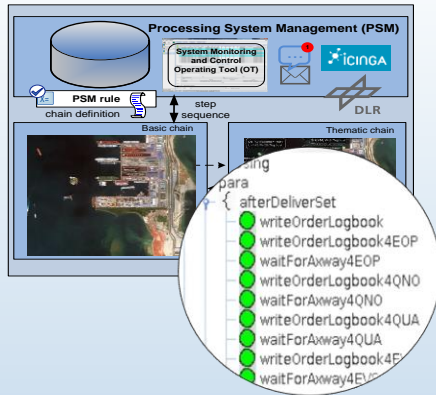 Processing System Management (PSM)
System Monitoring
and Control
Operating Tool (OT)
ICINGA
PSM rule
chain definition
step
sequence
DLR
Basic chain
Thematic chain
para
{ afterDeliverSet
writeOrderLogbook
writeOrderLogbook4EOP
waitForAxway4EOP
writeOrderLogbook4QNO
waitForAxway4QNO
writeOrderLogbook4QUA
waitForAxway4QUA